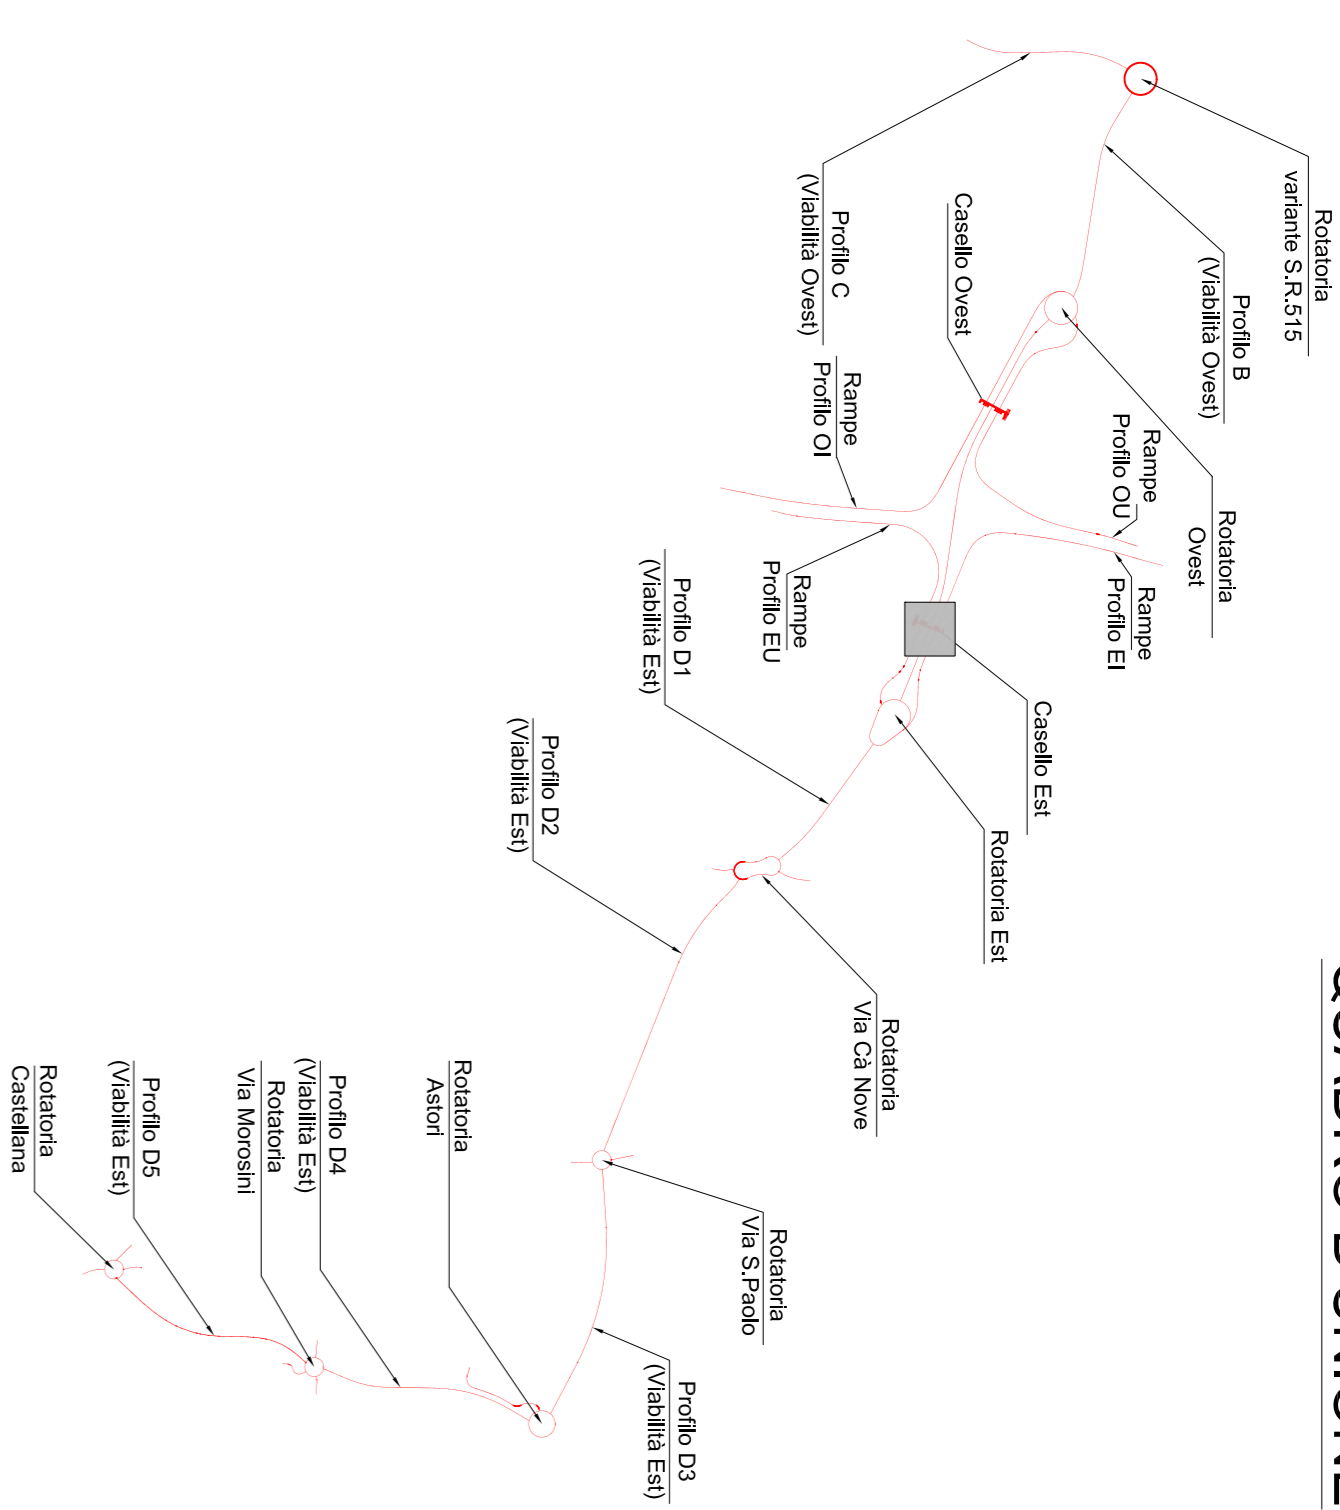 QUADRO D'UNIONE
Rotatoria
variante S.R.515
Profilo B
(Viabilità Ovest)
Rotatoria
Ovest
Rampe
Profilo OU
Rampe
Profilo EI
Casello Ovest
Profilo C
(Viabilità Ovest)
Rampe
Profilo OI
Rampe
Profilo EU
Casello Est
Rotatoria Est
Profilo D1
(Viabilità Est)
Profilo D2
(Viabilità Est)
Rotatoria
Via Cà Nove
Rotatoria
Via S.Paolo
Profilo D3
(Viabilità Est)
Rotatoria
Astori
Profilo D4
(Viabilità Est)
Rotatoria
Via Morosini
Profilo D5
(Viabilità Est)
Rotatoria
Castellana